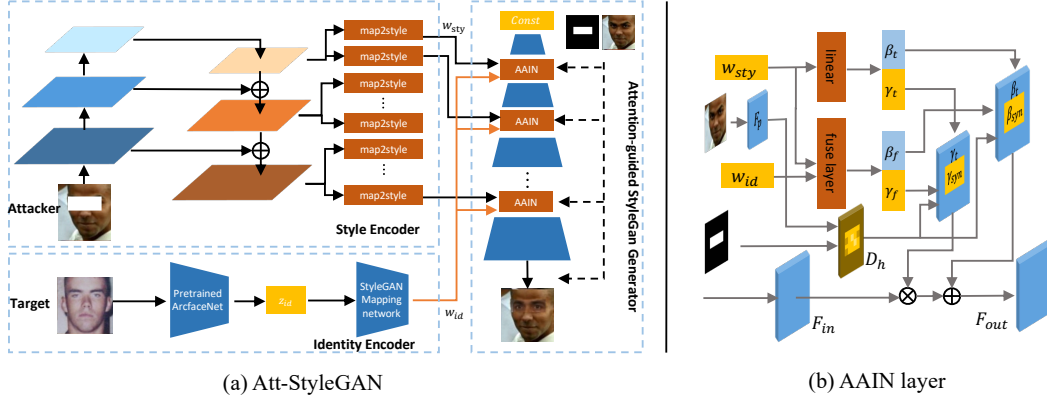 map2style
map2style
⋮
map2style
map2style
⋮
map2style
Attacker
Style Encoder
w_sty
Const
AAIN
AAIN
⋮
AAIN
Attention-guided StyleGan Generator
Target
Pretrained ArcfaceNet
z_id
StyleGAN Mapping network
w_id
Identity Encoder
(a) Att-StyleGAN
w_sty
linear
β_t
γ_t
F_p
w_id
fuse layer
β_f
γ_f
β_t
β_syn
γ_t
γ_syn
D_h
F_in
F_out
(b) AAIN layer